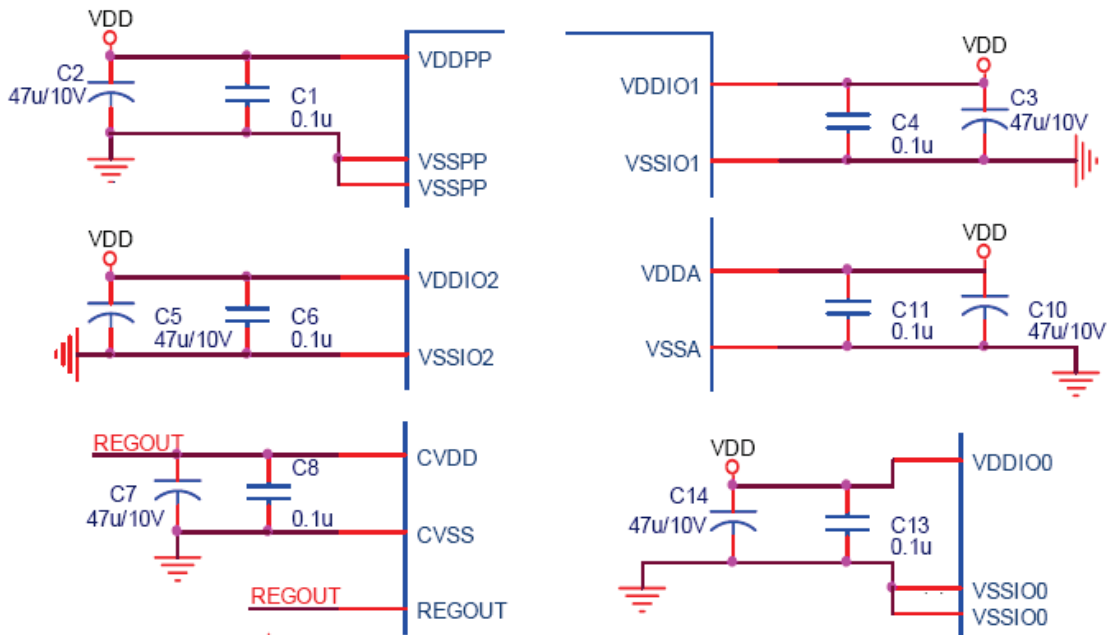 VDD
C2
47u/10V
C1
0.1u
VDDPP
VSSPP
VSSPP
VDD
VDDIO1
C4
0.1u
C3
47u/10V
VSSIO1
VDD
VDDIO2
C5
47u/10V
C6
0.1u
VSSIO2
VDD
VDDA
C11
0.1u
C10
47u/10V
VSSA
REGOUT
CVDD
C7
47u/10V
C8
0.1u
CVSS
REGOUT
REGOUT
VDD
VDDIO0
C14
47u/10V
C13
0.1u
VSSIO0
VSSIO0